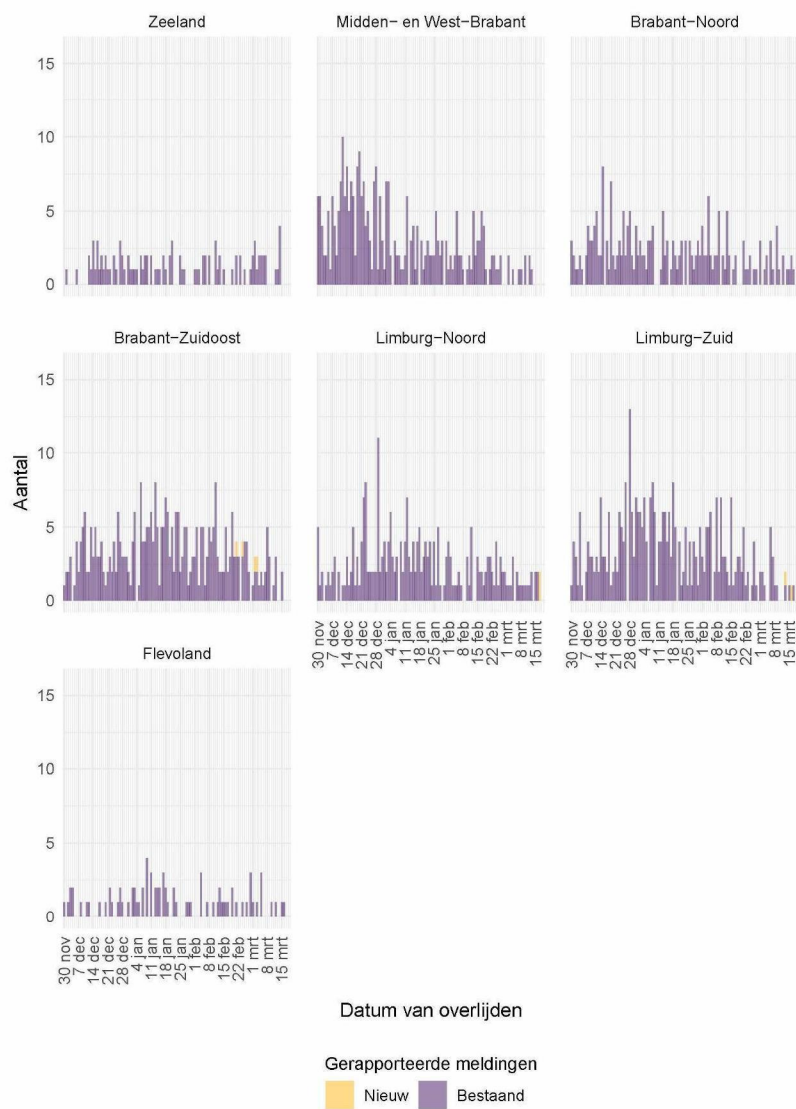 Zeeland
Midden- en West-Brabant
Brabant-Noord
15
10
5
0
Brabant-Zuidoost
Limburg-Noord
Limburg-Zuid
15
10
5
0
Aantal
30 nov
7 dec
14 dec
21 dec
28 dec
4 jan
11 jan
18 jan
25 jan
1 feb
8 feb
15 feb
22 feb
1 mrt
8 mrt
15 mrt
30 nov
7 dec
14 dec
21 dec
28 dec
4 jan
11 jan
18 jan
25 jan
1 feb
8 feb
15 feb
22 feb
1 mrt
8 mrt
15 mrt
Flevoland
15
10
5
0
30 nov
7 dec
14 dec
21 dec
28 dec
4 jan
11 jan
18 jan
25 jan
1 feb
8 feb
15 feb
22 feb
1 mrt
8 mrt
15 mrt
Datum van overlijden
Gerapporteerde meldingen
Nieuw Bestaand